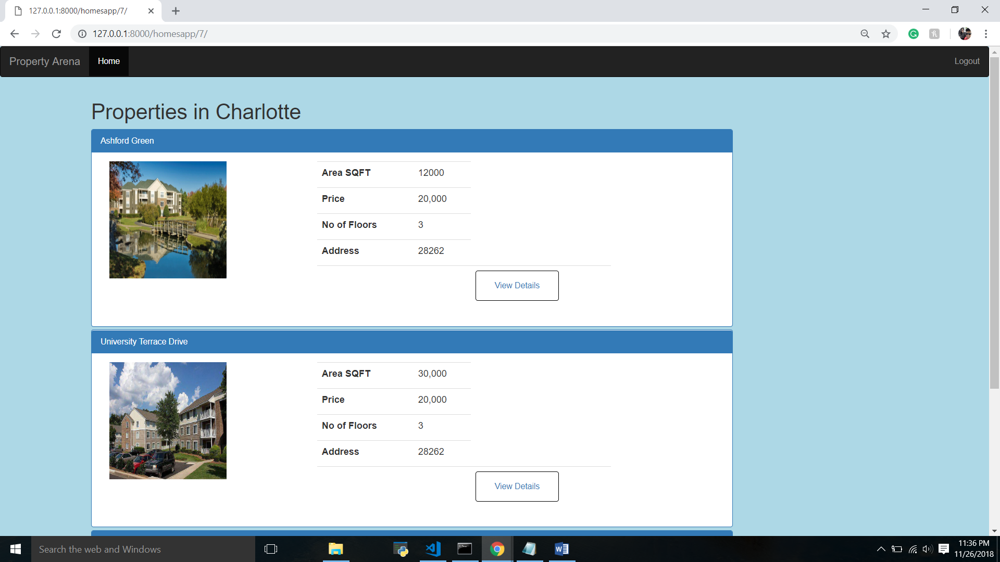 127.0.0.1:8000/homesapp/7/
127.0.0.1:8000/homesapp/7/
Property Arena Home Logout
Properties in Charlotte
Ashford Green
Area SQFT 12000
Price 20,000
No of Floors 3
Address 28262
View Details
University Terrace Drive
Area SQFT 30,000
Price 20,000
No of Floors 3
Address 28262
View Details
Search the web and Windows
11:36 PM
11/26/2018